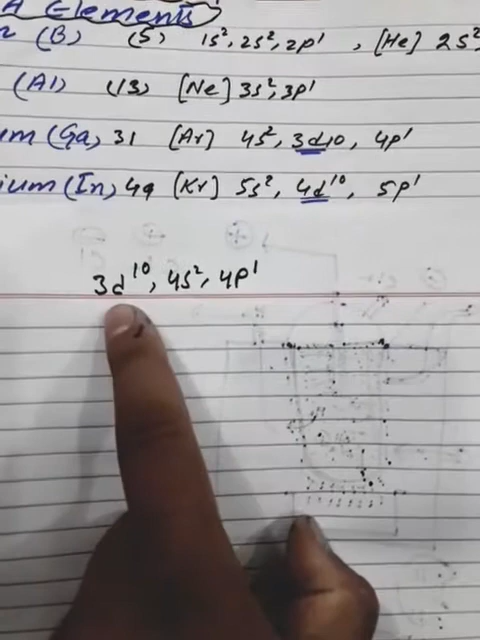 A Elements
(B) (5) 1s², 2s², 2p¹ , [He] 2s²
(Al) (13) [Ne] 3s², 3p¹
um (Ga) 31 [Ar] 4s², 3d10, 4p¹
ium (In) 49 [Kr] 5s², 4d¹⁰, 5p¹
3d¹⁰, 4s², 4p¹